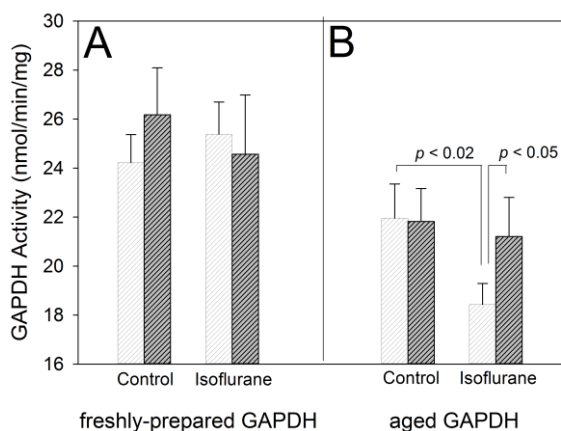 A
B
GAPDH Activity (nmol/min/mg)
30
28
26
24
22
20
18
16
p < 0.02
p < 0.05
Control
Isoflurane
Control
Isoflurane
freshly-prepared GAPDH
aged GAPDH